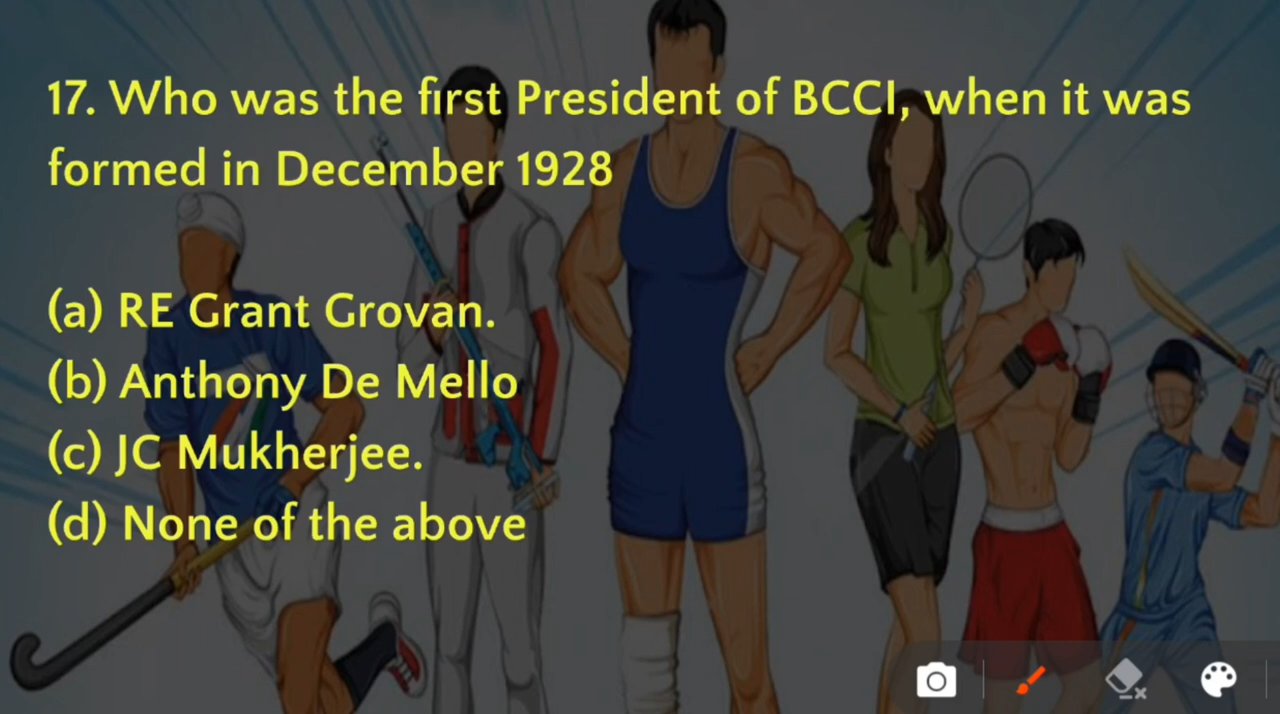 17. Who was the first President of BCCI, when it was
formed in December 1928
(a) RE Grant Grovan.
(b) Anthony De Mello
(c) JC Mukherjee.
(d) None of the above